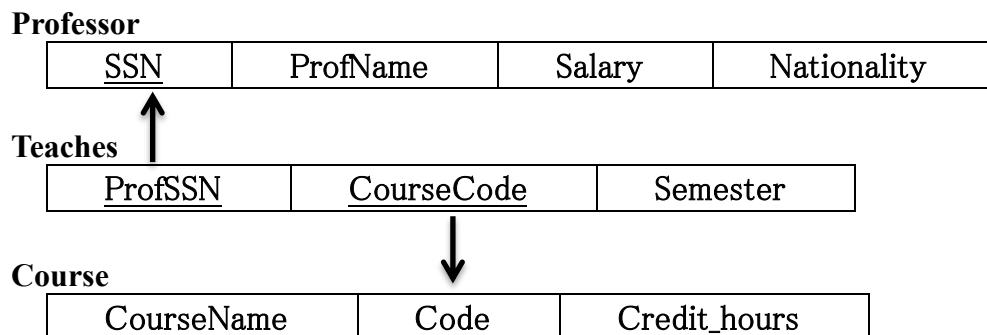 Professor
SSN ProfName Salary Nationality
Teaches
ProfSSN CourseCode Semester
Course
CourseName Code Credit_hours